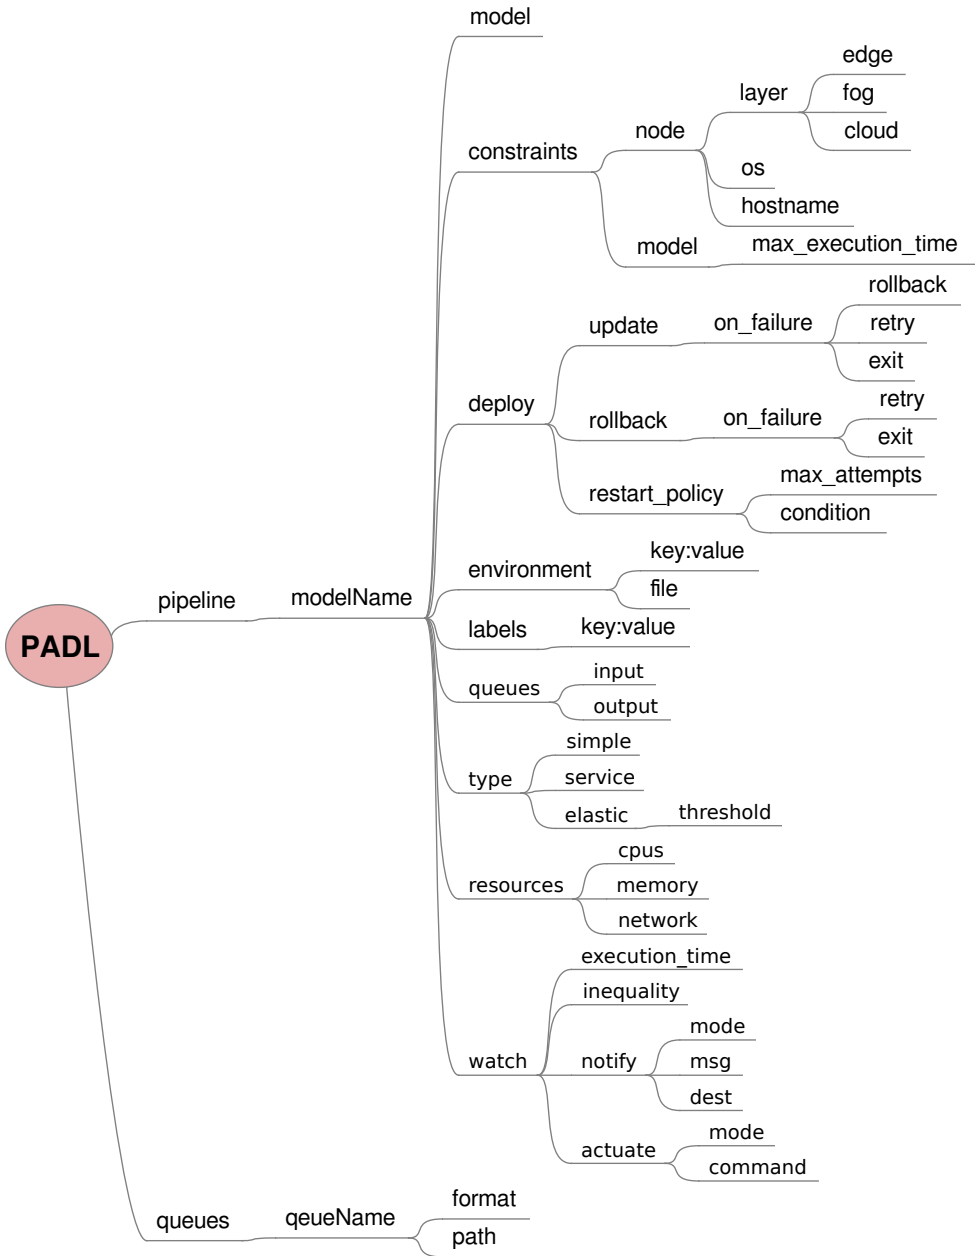 model
edge
layer
fog
cloud
node
constraints
os
hostname
model
max_execution_time
rollback
update
on_failure
retry
exit
deploy
retry
rollback
on_failure
exit
restart_policy
max_attempts
condition
environment
key:value
file
PADL
pipeline
modelName
labels
key:value
queues
input
output
type
simple
service
elastic
threshold
resources
cpus
memory
network
execution_time
inequality
watch
notify
mode
msg
dest
actuate
mode
command
queues
qeueName
format
path